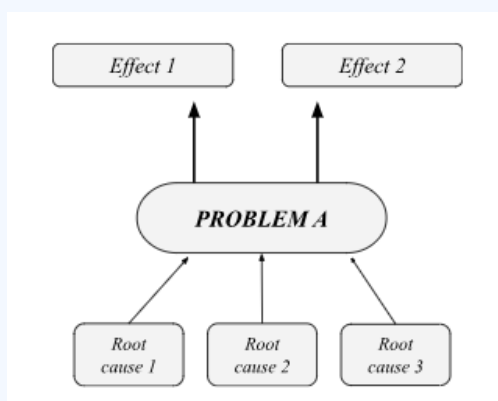 Effect 1
Effect 2
PROBLEM A
Root
cause 1
Root
cause 2
Root
cause 3